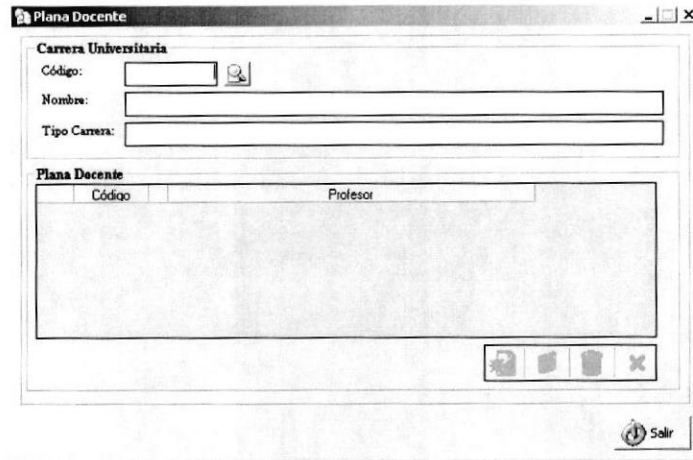 Plana Docente
Carrera Universitaria
Código:
Nombre:
Tipo Carrera:
Plana Docente
Código Profesor
Salir